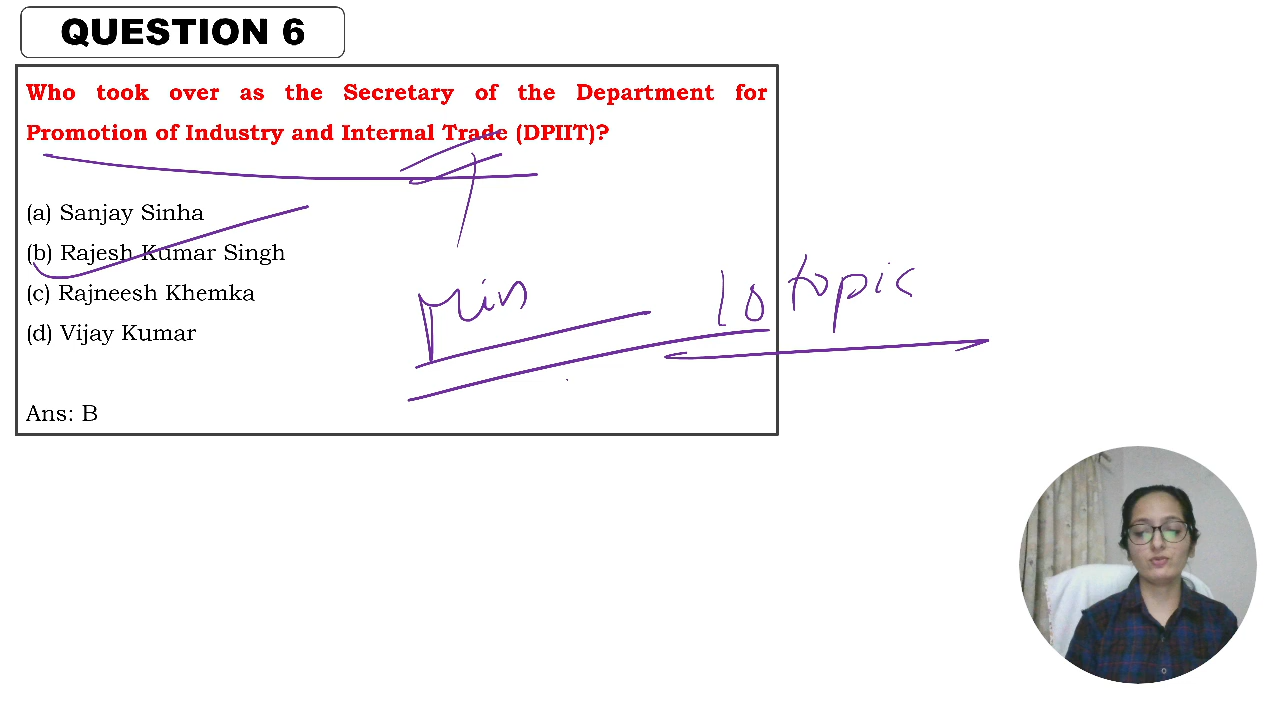 QUESTION 6
Who took over as the Secretary of the Department for
Promotion of Industry and Internal Trade (DPIIT)?
(a) Sanjay Sinha
(b) Rajesh Kumar Singh
(c) Rajneesh Khemka
(d) Vijay Kumar
Min
10 topic
Ans: B